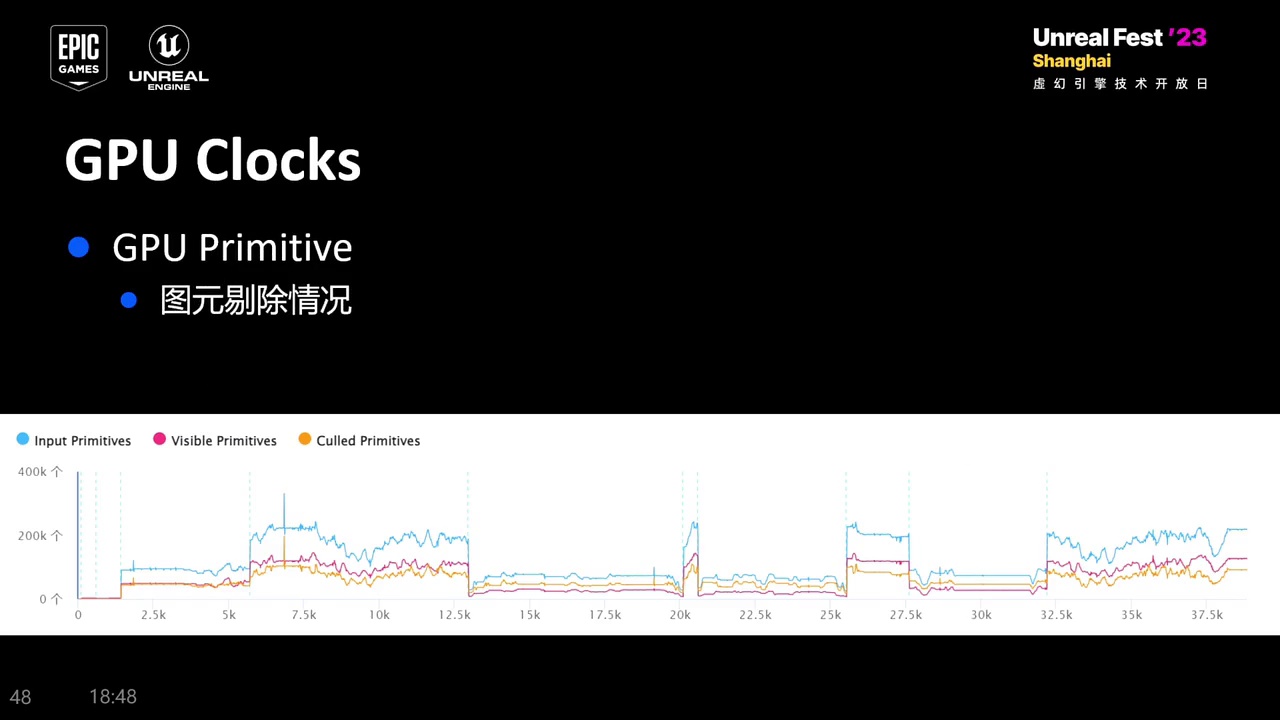 EPIC
GAMES
UNREAL
ENGINE
Unreal Fest '23
Shanghai
虚幻引擎技术开放日
GPU Clocks
GPU Primitive
图元剔除情况
Input Primitives Visible Primitives Culled Primitives
400k 个
200k 个
0 个
0 2.5k 5k 7.5k 10k 12.5k 15k 17.5k 20k 22.5k 25k 27.5k 30k 32.5k 35k 37.5k
48 18:48